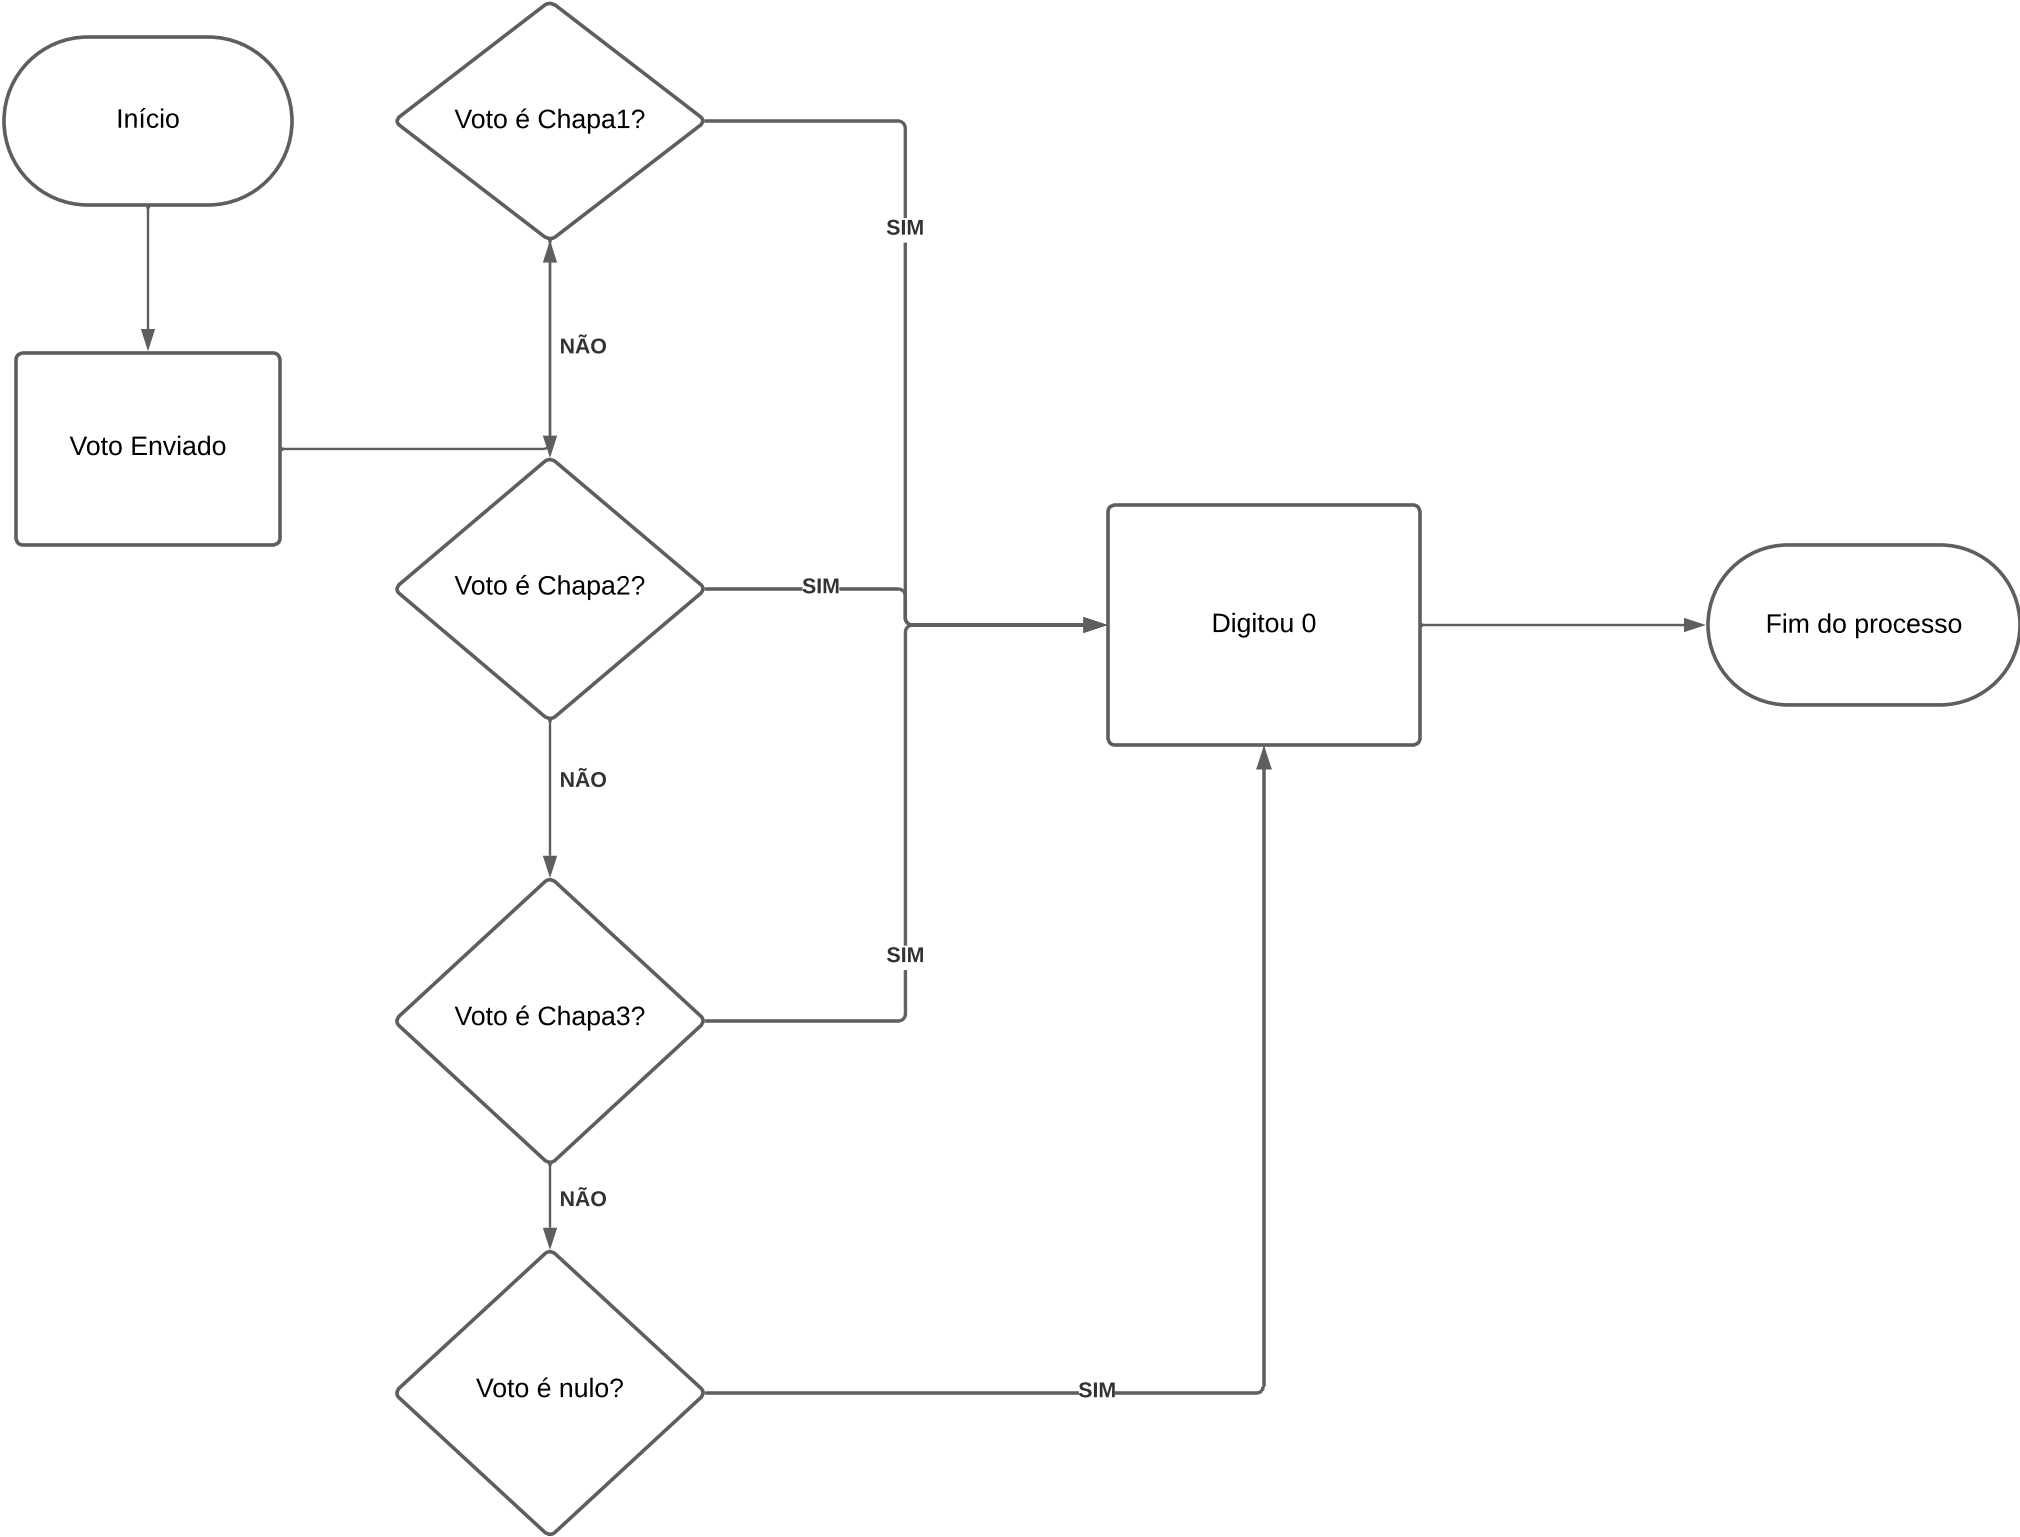 Início
Voto é Chapa1?
SIM
NÃO
Voto Enviado
Voto é Chapa2?
SIM
Digitou 0
Fim do processo
NÃO
SIM
Voto é Chapa3?
NÃO
Voto é nulo?
SIM